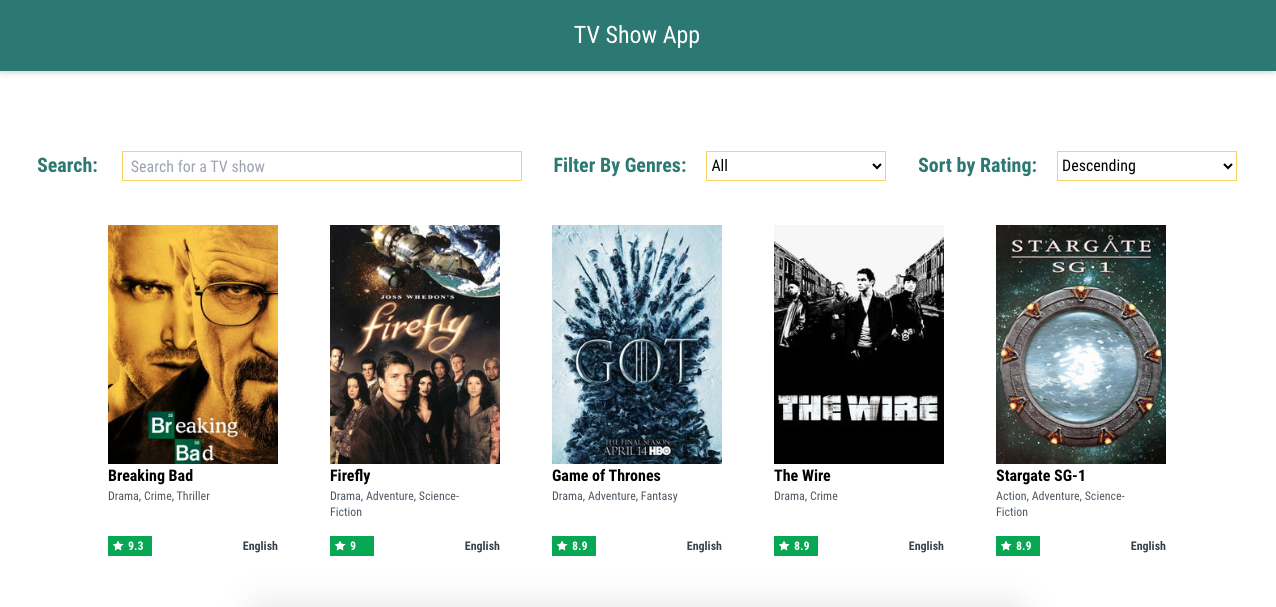 TV Show App
Search:
Search for a TV show
Filter By Genres:
All
Sort by Rating:
Descending
Br eaking
Bad
JOSS WHEDON'S
firefly
GOT
THE FINAL SEASON
APRIL 14 HBO
THE WIRE
STARGATE
SG·1
Breaking Bad
Firefly
Game of Thrones
The Wire
Stargate SG-1
Drama, Crime, Thriller
Drama, Adventure, Science-
Fiction
Drama, Adventure, Fantasy
Drama, Crime
Action, Adventure, Science-
Fiction
9.3
English
9
English
8.9
English
8.9
English
8.9
English